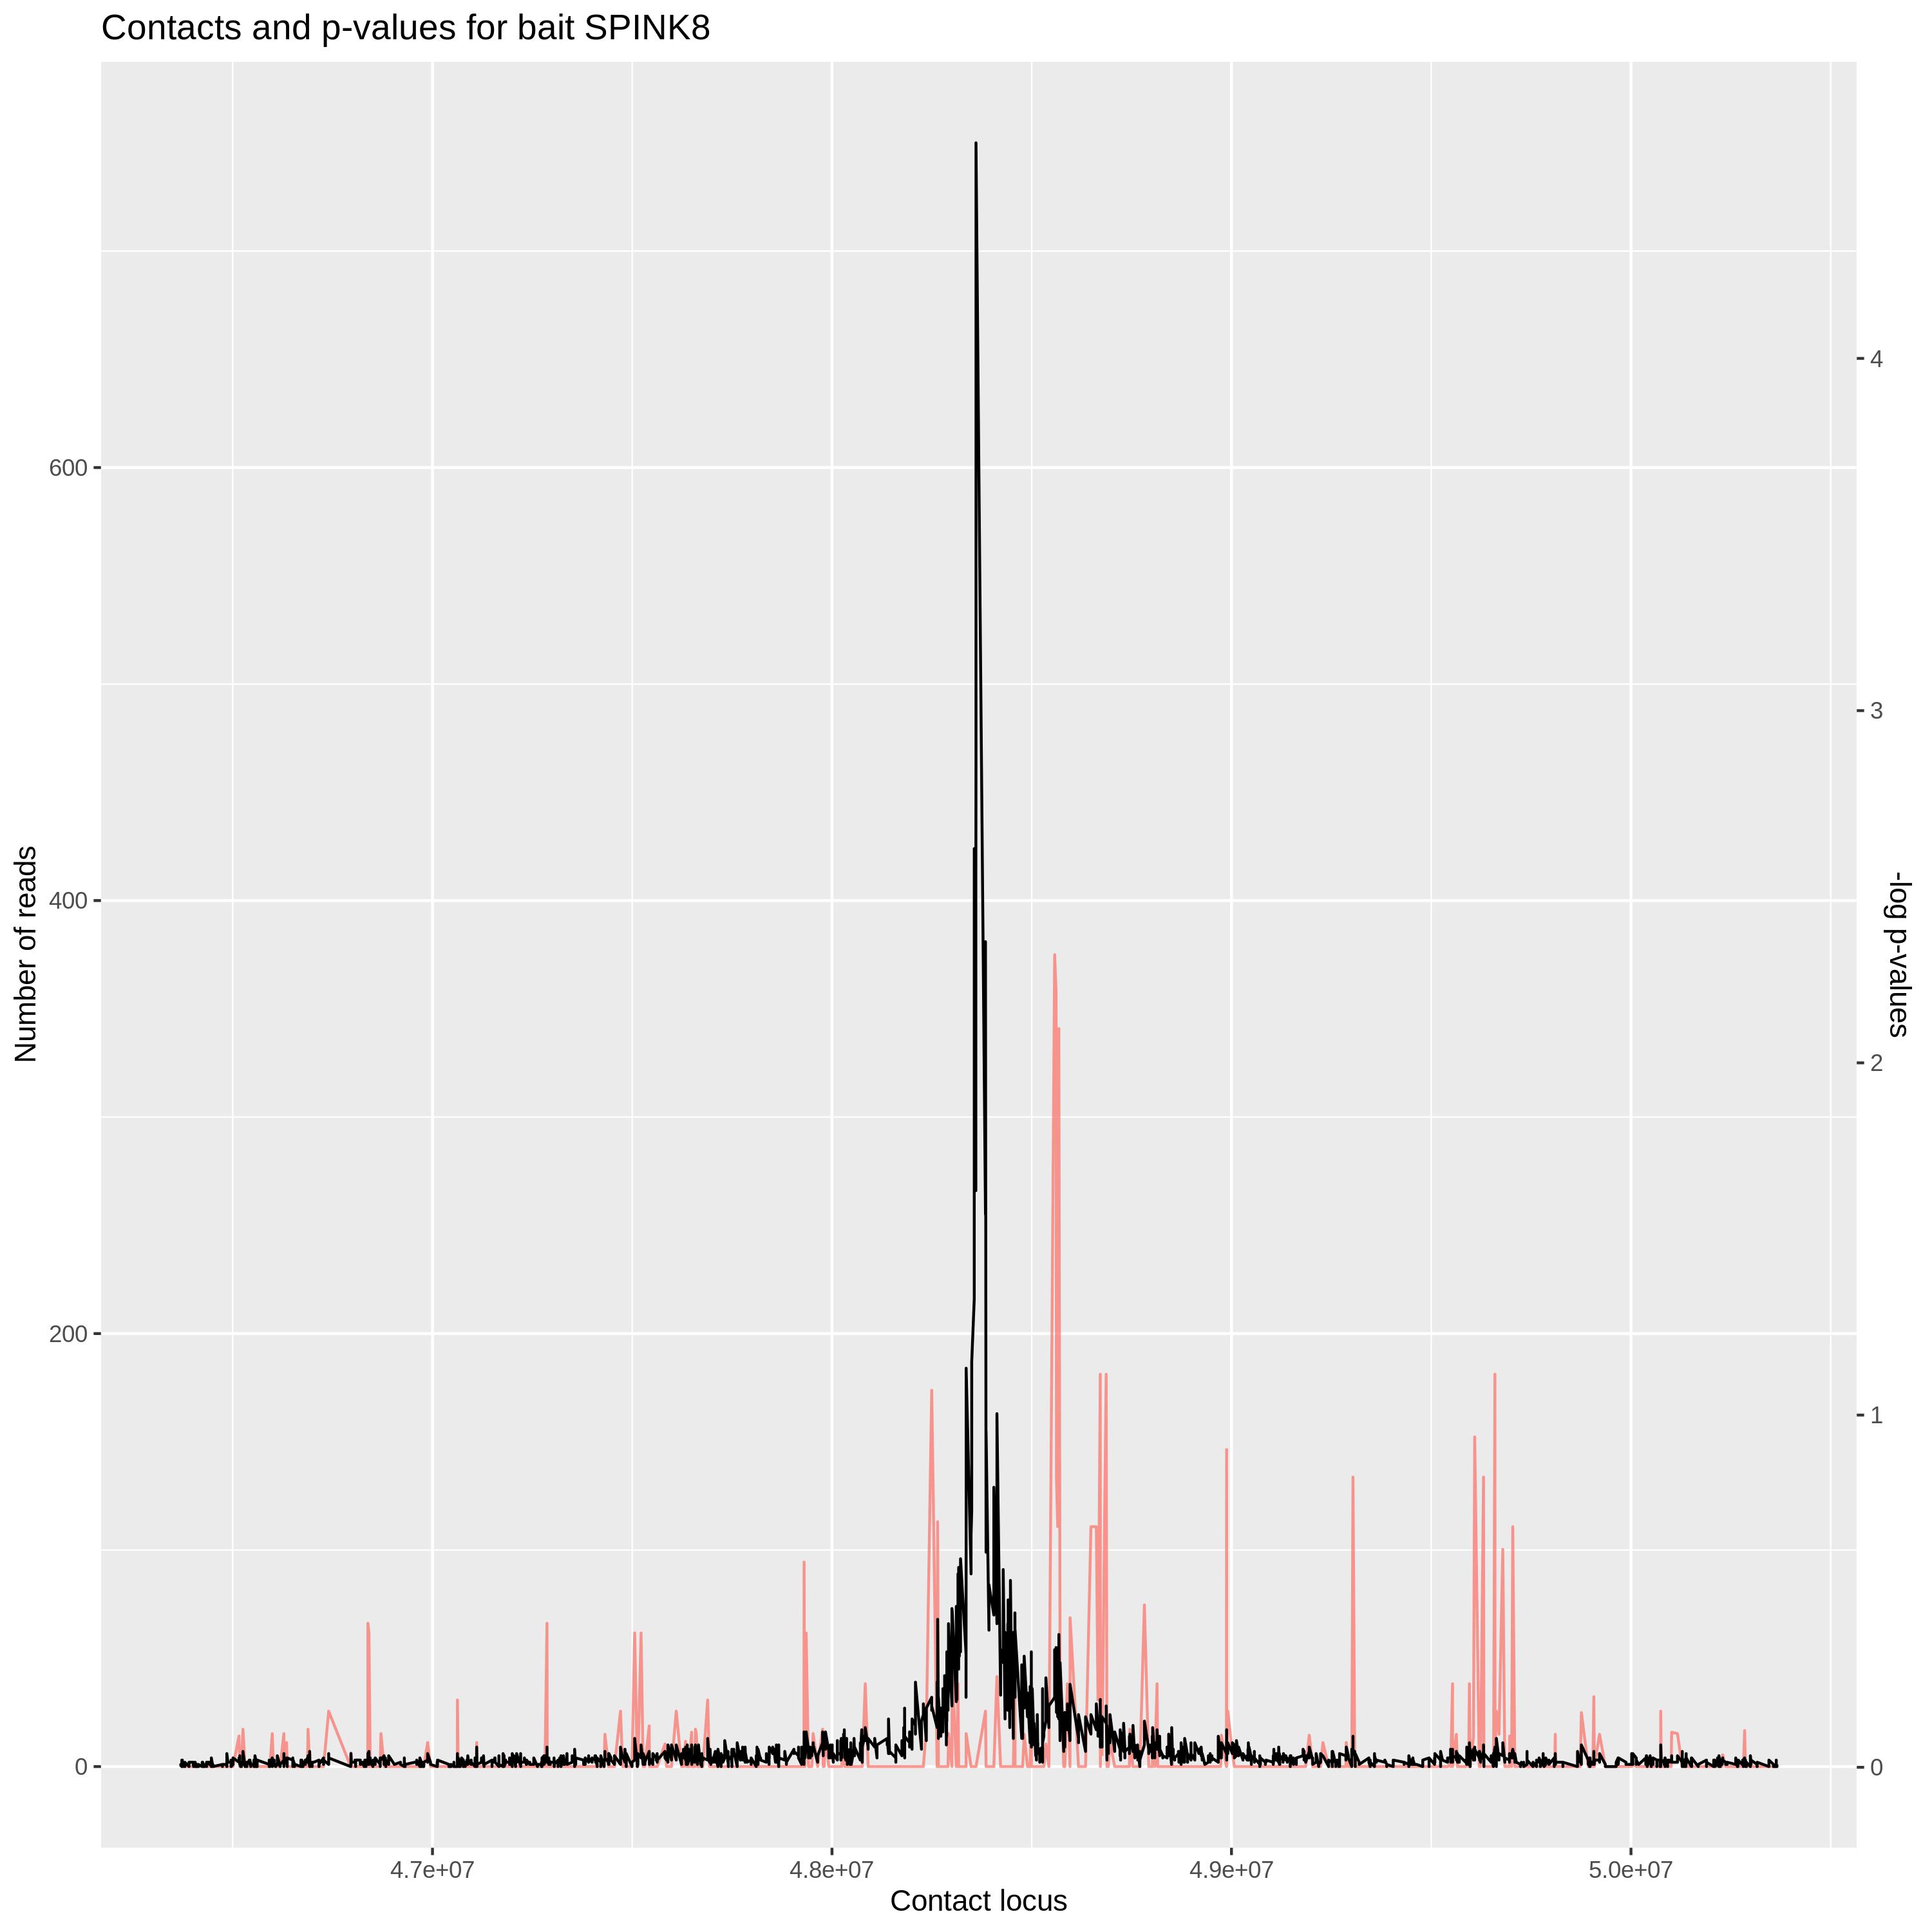 Contacts and p-values for bait SPINK8
Number of reads
600
400
200
0
4
3
2
1
0
-log p-values
4.7e+07
4.8e+07
4.9e+07
5.0e+07
Contact locus